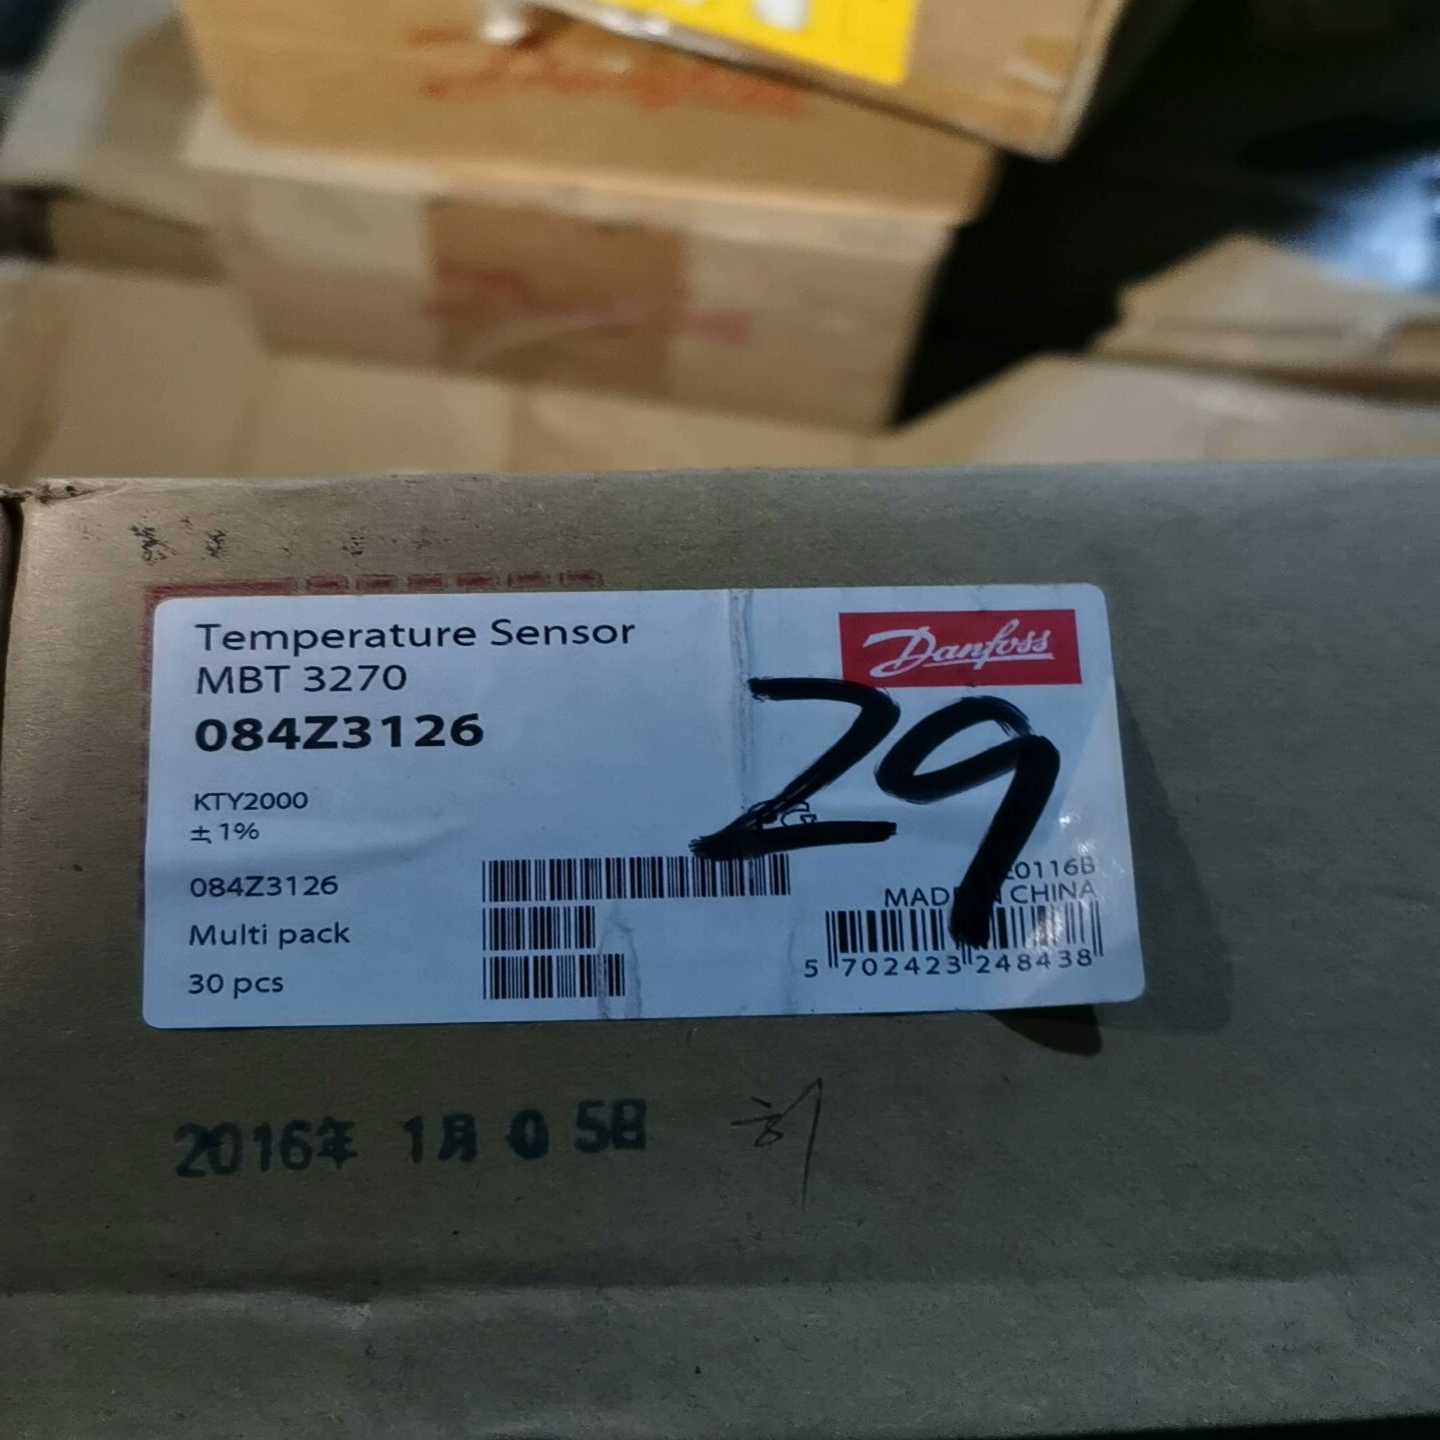 Temperature Sensor
MBT 3270
084Z3126
Danfoss
29
KTY2000
± 1%
084Z3126
Multi pack
30 pcs
0116B
MADE IN CHINA
5 702423 248438
2016年 1月 0 5日